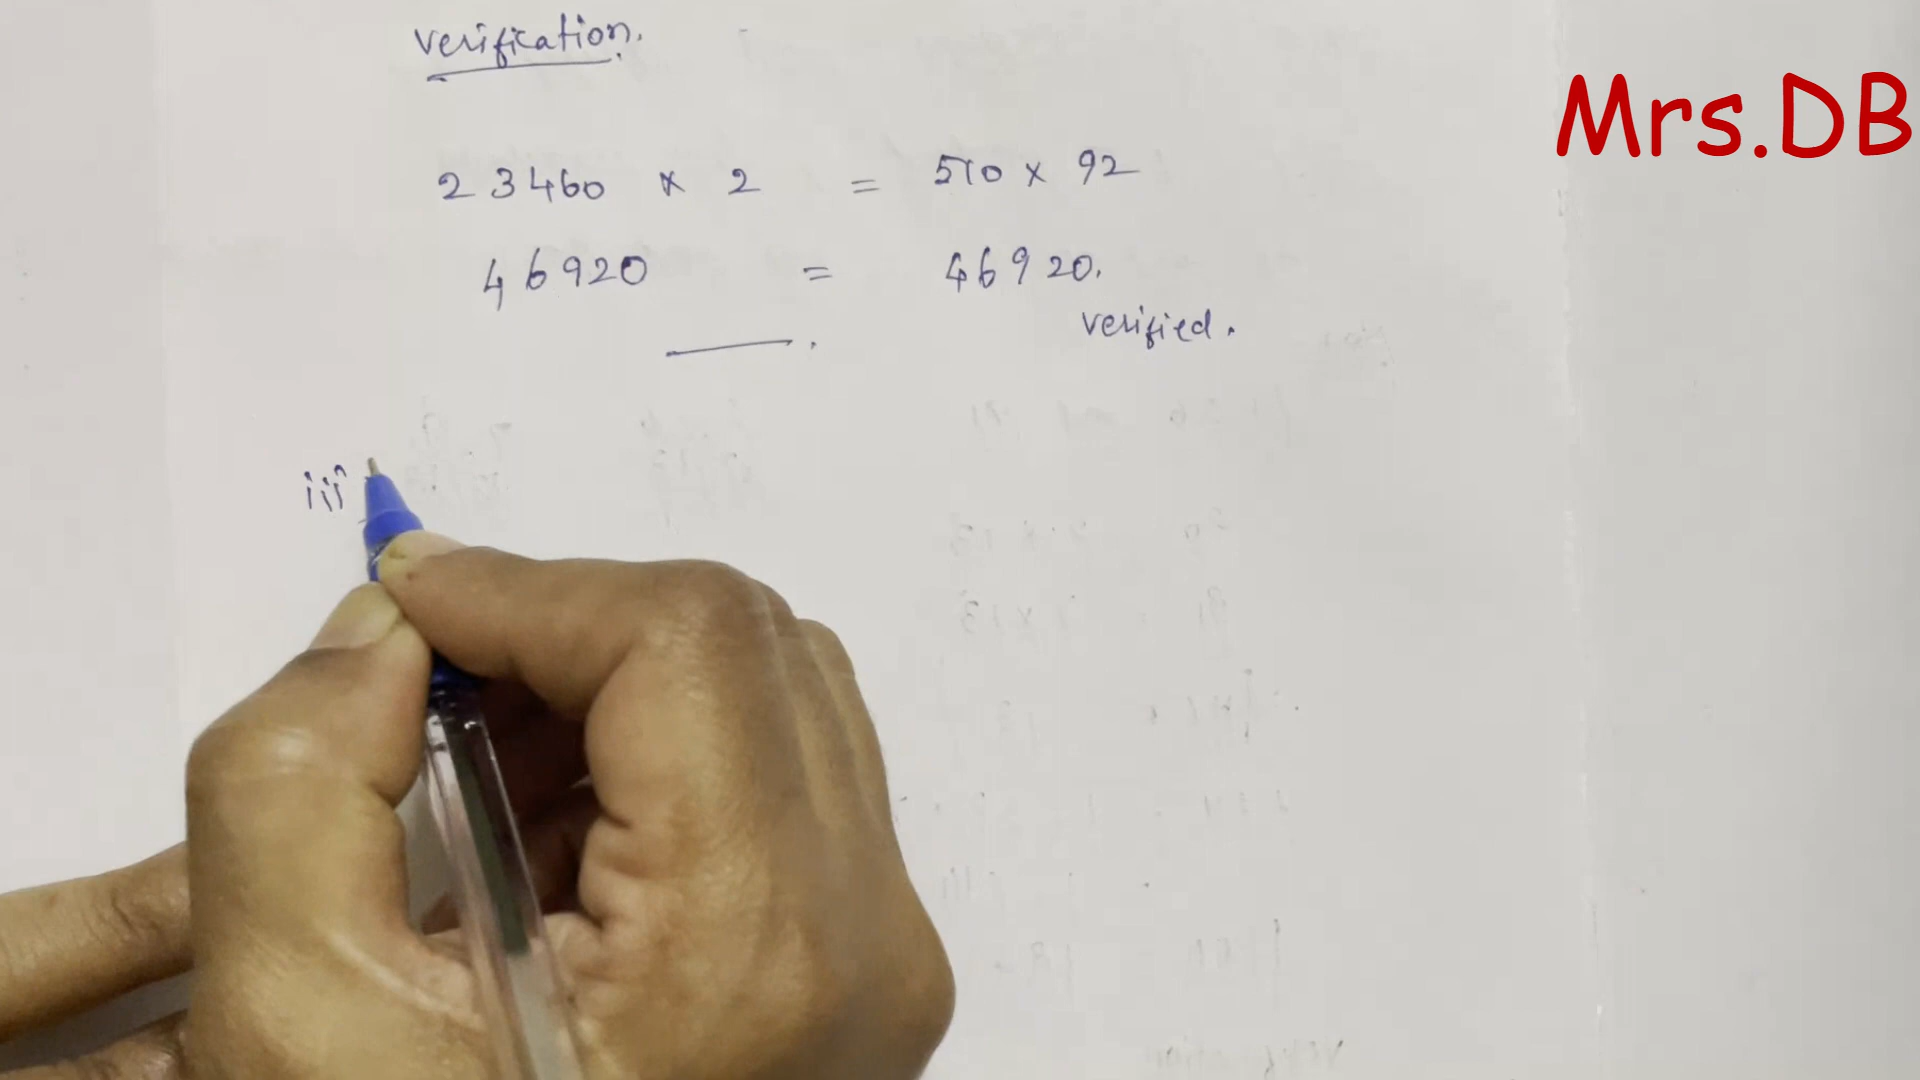 Verification.
Mrs.DB
23460 x 2 = 510 x 92
46920 = 46920.
verified.
iii